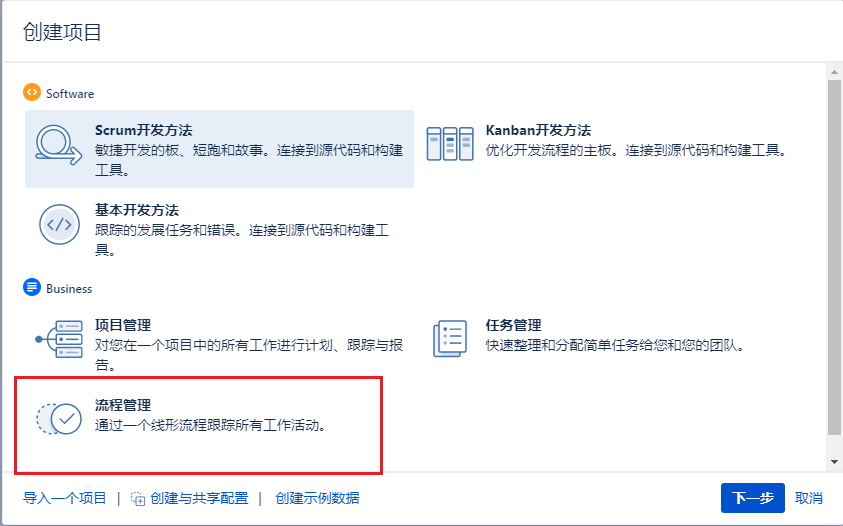 创建项目
Software
Scrum开发方法
敏捷开发的板、短跑和故事。连接到源代码和构建
工具。
Kanban开发方法
优化开发流程的主板。连接到源代码和构建工具。
基本开发方法
跟踪的发展任务和错误。连接到源代码和构建工
具。
Business
项目管理
对您在一个项目中的所有工作进行计划、跟踪与报
告。
任务管理
快速整理和分配简单任务给您和您的团队。
流程管理
通过一个线形流程跟踪所有工作活动。
导入一个项目 | 创建与共享配置 | 创建示例数据 下一步 取消